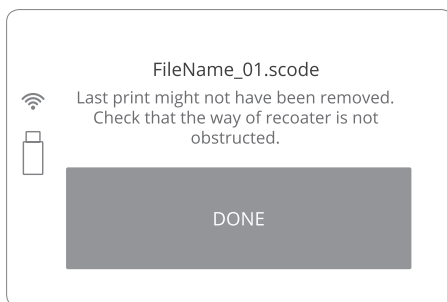 FileName_01.scode
Last print might not have been removed.
Check that the way of recoater is not
obstructed.
DONE